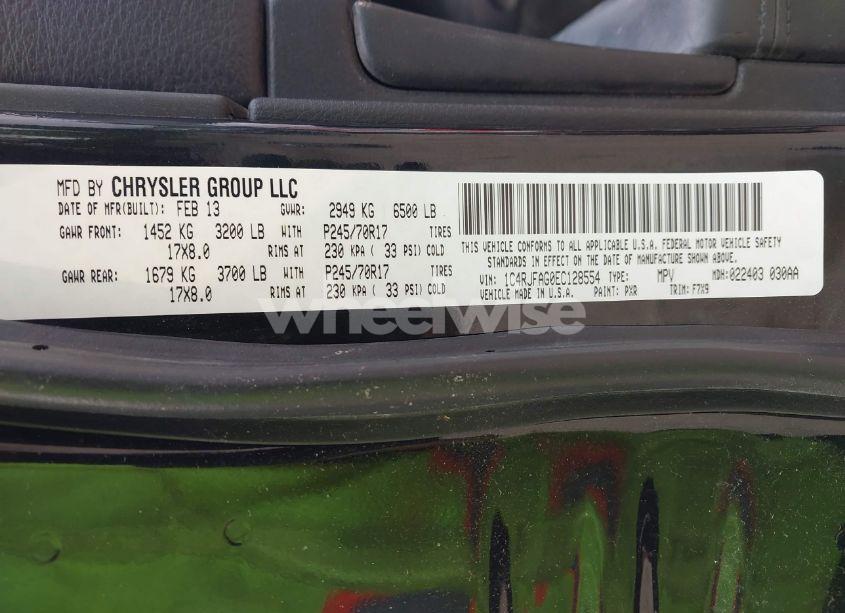 MFD BY CHRYSLER GROUP LLC
DATE OF MFR(BUILT): FEB 13 GVWR: 2949 KG 6500 LB
GAWR FRONT: 1452 KG 3200 LB WITH P245/70R17 TIRES
17X8.0 RIMS AT 230 KPA ( 33 PSI) COLD
GAWR REAR: 1679 KG 3700 LB WITH P245/70R17 TIRES
17X8.0 RIMS AT 230 KPA ( 33 PSI) COLD
THIS VEHICLE CONFORMS TO ALL APPLICABLE U.S.A. FEDERAL MOTOR VEHICLE SAFETY
STANDARDS IN EFFECT ON THE DATE OF MANUFACTURE SHOWN ABOVE.
VIN: 1C4RJFAG0EC128554 TYPE: MPV MDH: 022403 030AA
VEHICLE MADE IN U.S.A. PAINT: PXR TRIM: F7X9
wheelwise